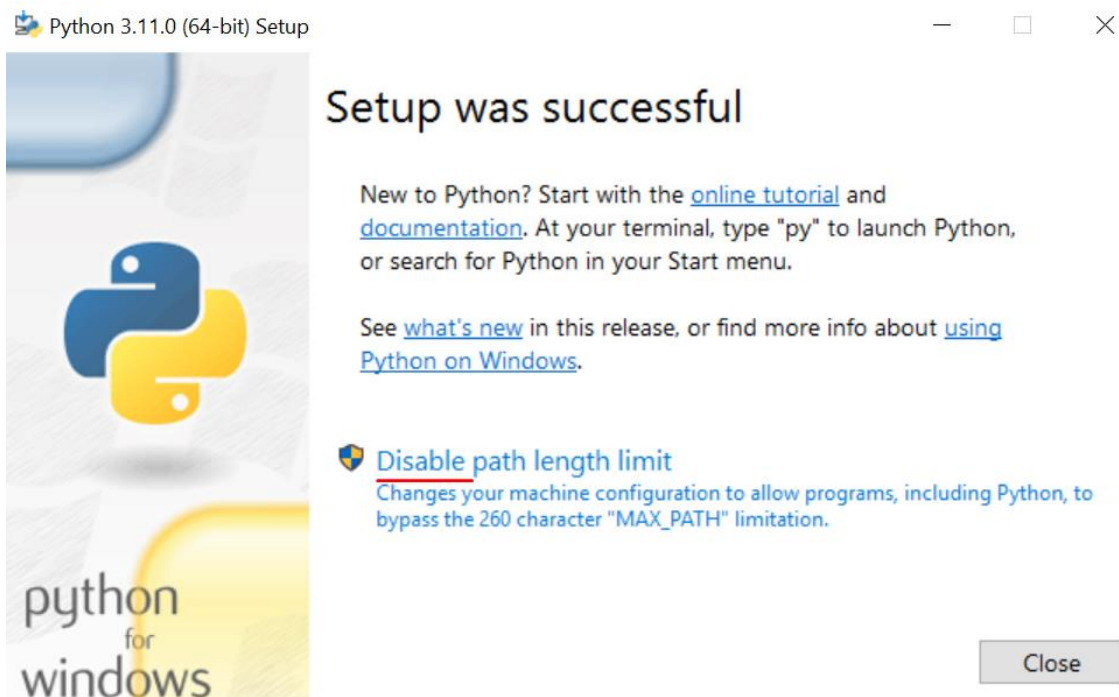 Python 3.11.0 (64-bit) Setup
Setup was successful
New to Python? Start with the online tutorial and
documentation. At your terminal, type "py" to launch Python,
or search for Python in your Start menu.
See what's new in this release, or find more info about using
Python on Windows.
Disable path length limit
Changes your machine configuration to allow programs, including Python, to
bypass the 260 character "MAX_PATH" limitation.
python
for
windows
Close